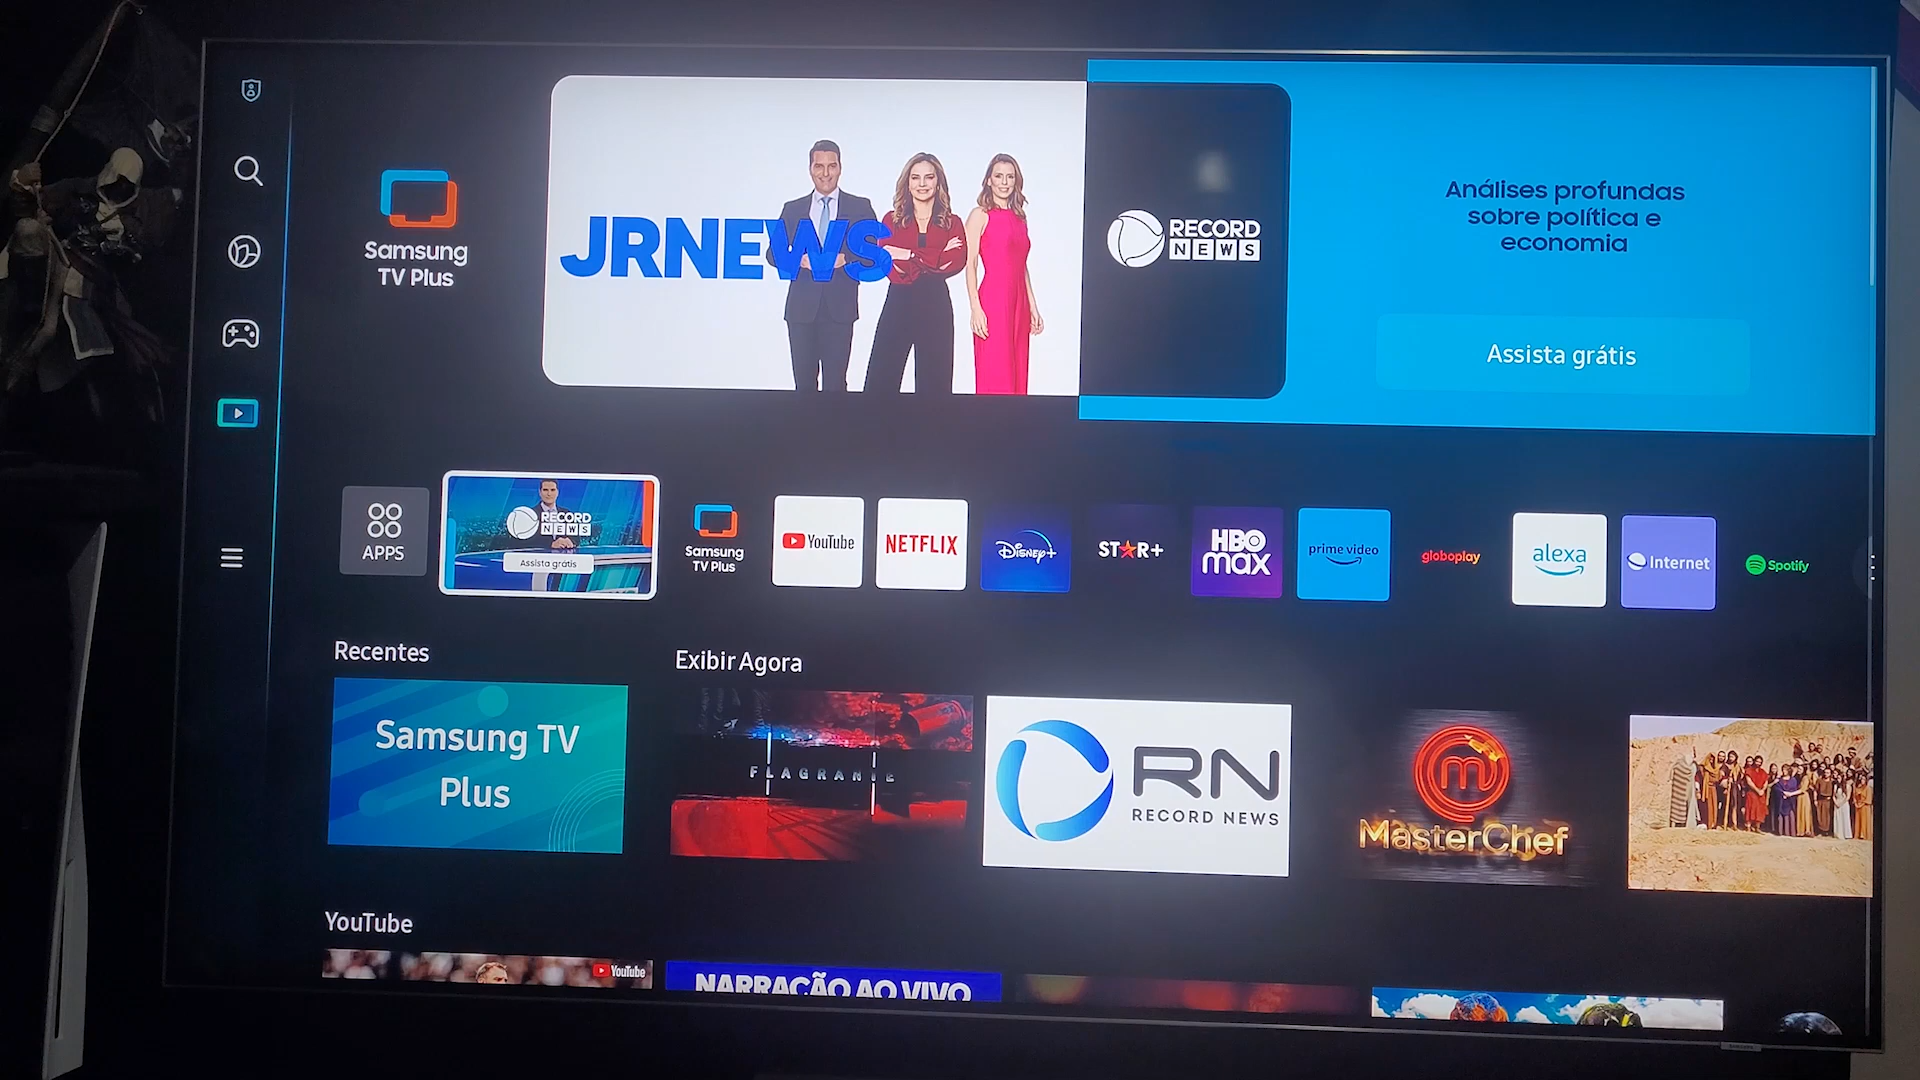 Samsung
TV Plus
JRNEWS
RECORD
NEWS
Análises profundas
sobre política e
economia
Assista grátis
APPS
RECORD
NEWS
Assista grátis
Samsung
TV Plus
YouTube
NETFLIX
Disney+
ST★R+
HBO
max
prime video
globoplay
alexa
Internet
Spotify
Recentes
Exibir Agora
Samsung TV
Plus
FLAGRANTE
RN
RECORD NEWS
MasterChef
YouTube
YouTube
NARRAÇÃO AO VIVO
SAMSUNG